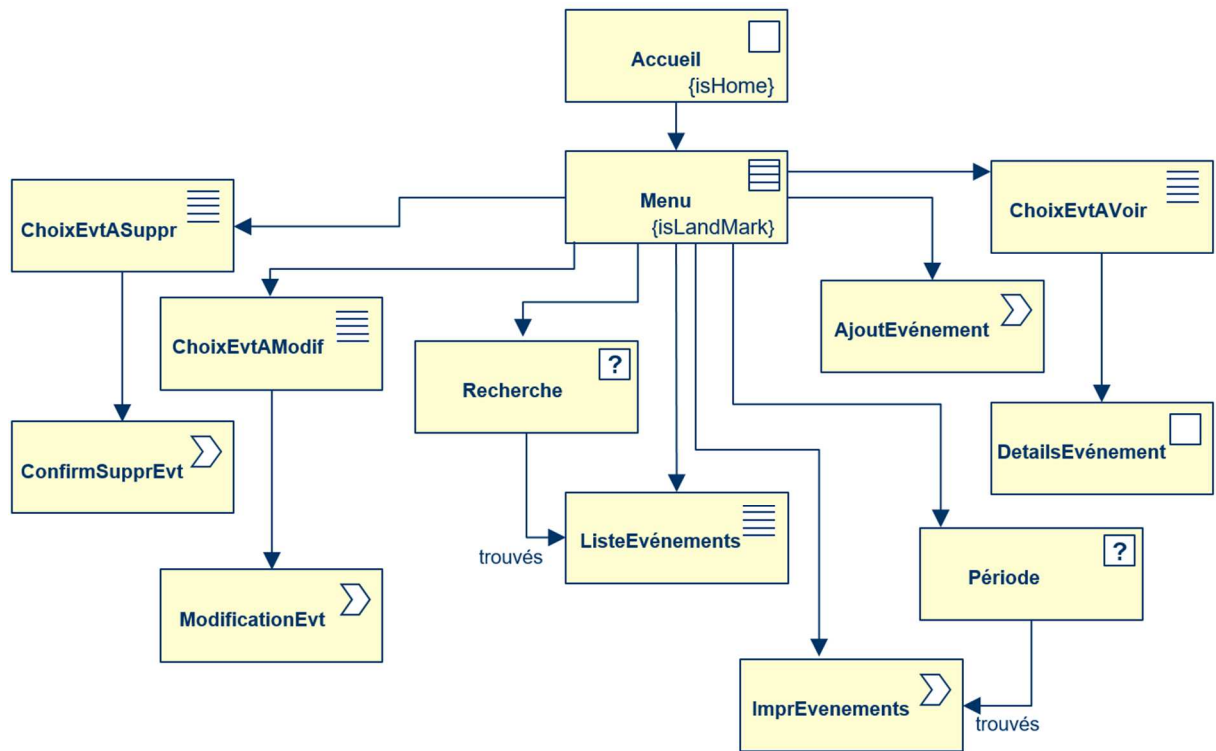 Accueil
{isHome}
Menu
{isLandMark}
ChoixEvtASuppr
ChoixEvtAVoir
ChoixEvtAModif
AjoutEvénement
?
Recherche
ConfirmSupprEvt
DetailsEvénement
trouvés
ListeEvénements
?
Période
ModificationEvt
ImprEvenements
trouvés